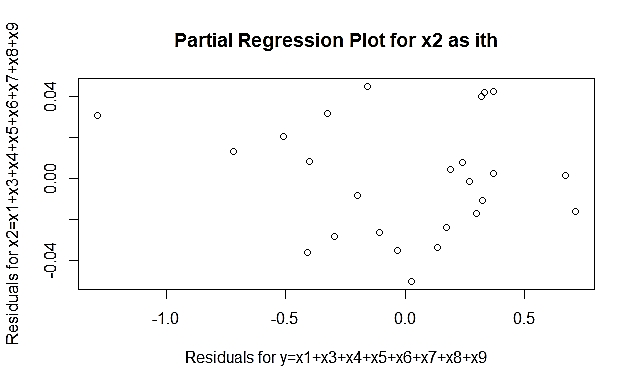 Partial Regression Plot for x2 as ith
Residuals for x2=x1+x3+x4+x5+x6+x7+x8+x9
0.04
0.00
-0.04
-1.0 -0.5 0.0 0.5
Residuals for y=x1+x3+x4+x5+x6+x7+x8+x9